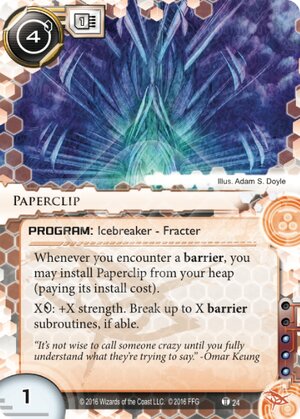 4
1
Illus. Adam S. Doyle
PAPERCLIP
PROGRAM: Icebreaker - Fracter
Whenever you encounter a barrier, you
may install Paperclip from your heap
(paying its install cost).
X: +X strength. Break up to X barrier
subroutines, if able.
"It's not wise to call someone crazy until you fully
understand what they're trying to say." -Omar Keung
1
© 2016 Wizards of the Coast LLC. © 2016 FFG
24